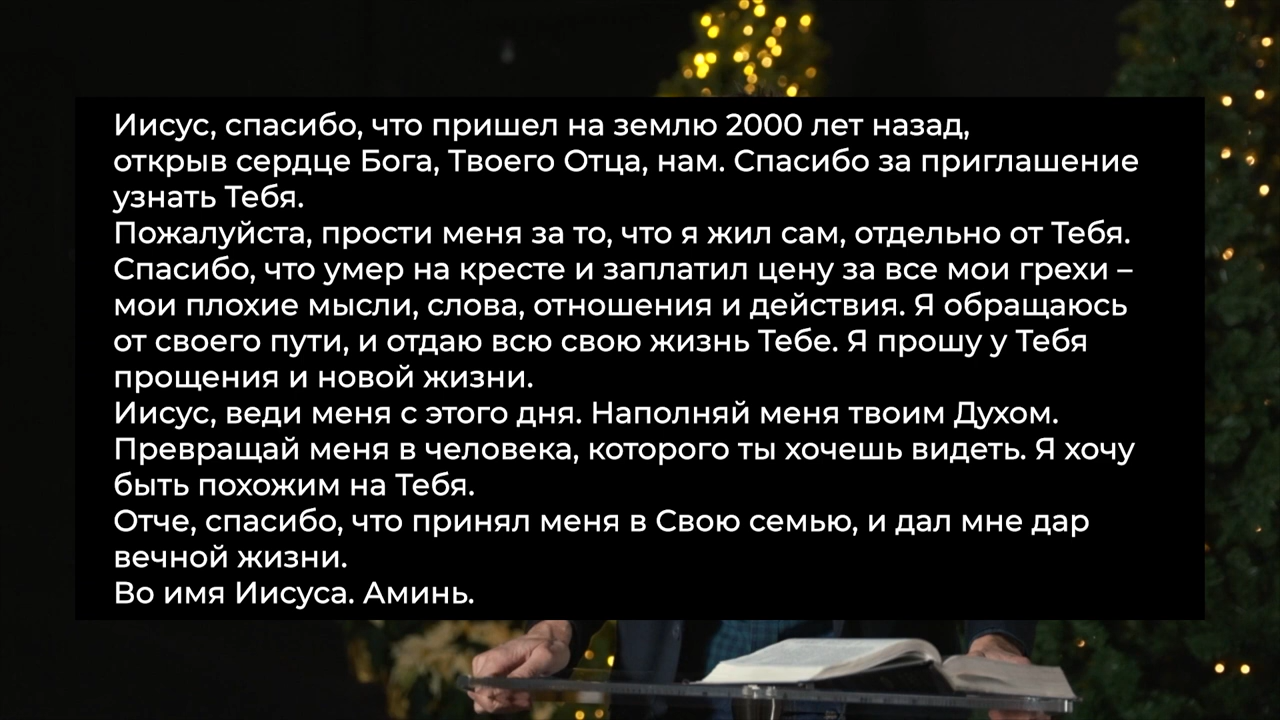 Иисус, спасибо, что пришел на землю 2000 лет назад,
открыв сердце Бога, Твоего Отца, нам. Спасибо за приглашение
узнать Тебя.
Пожалуйста, прости меня за то, что я жил сам, отдельно от Тебя.
Спасибо, что умер на кресте и заплатил цену за все мои грехи –
мои плохие мысли, слова, отношения и действия. Я обращаюсь
от своего пути, и отдаю всю свою жизнь Тебе. Я прошу у Тебя
прощения и новой жизни.
Иисус, веди меня с этого дня. Наполняй меня твоим Духом.
Превращай меня в человека, которого ты хочешь видеть. Я хочу
быть похожим на Тебя.
Отче, спасибо, что принял меня в Свою семью, и дал мне дар
вечной жизни.
Во имя Иисуса. Аминь.